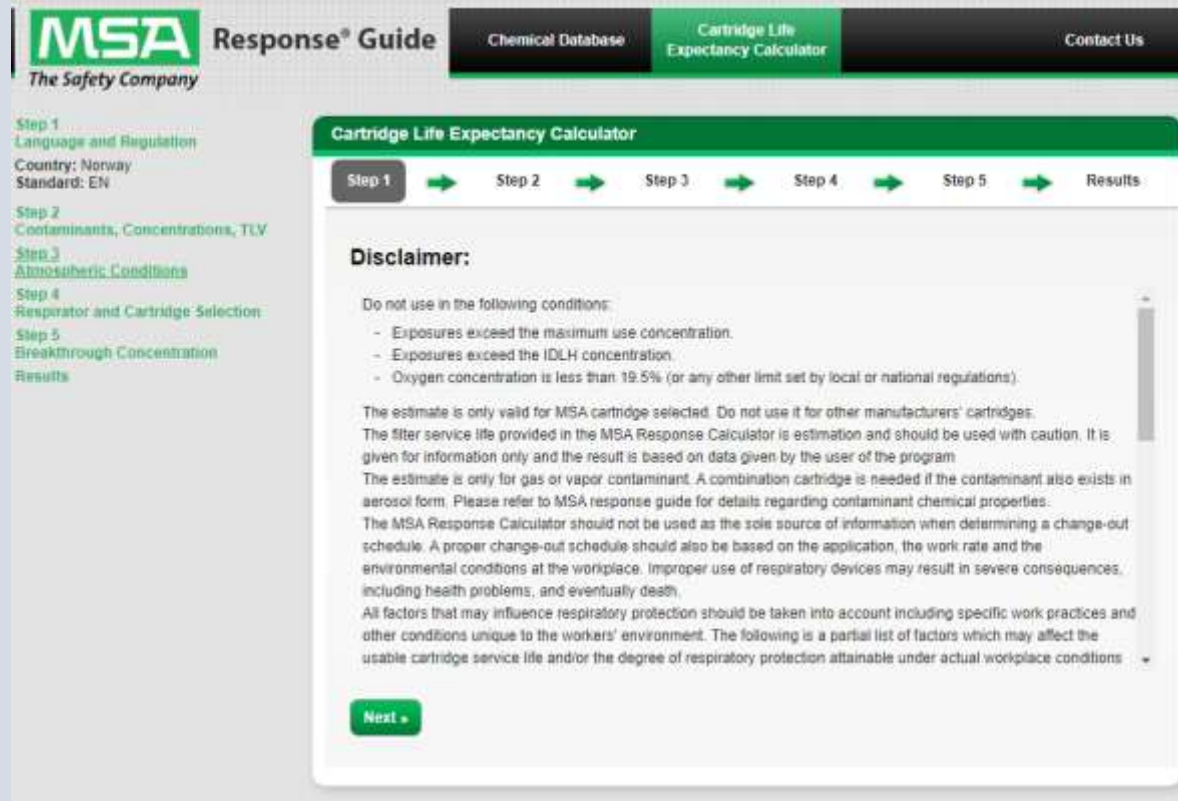 MSA
The Safety Company
Response® Guide
Chemical Database
Cartridge Life
Expectancy Calculator
Contact Us
Step 1
Language and Regulation
Country: Norway
Standard: EN
Step 2
Contaminants, Concentrations, TLV
Step 3
Atmospheric Conditions
Step 4
Respirator and Cartridge Selection
Step 5
Breakthrough Concentration
Results
Cartridge Life Expectancy Calculator
Step 1 Step 2 Step 3 Step 4 Step 5 Results
Disclaimer:
Do not use in the following conditions:
- Exposures exceed the maximum use concentration.
- Exposures exceed the IDLH concentration.
- Oxygen concentration is less than 19.5% (or any other limit set by local or national regulations).
The estimate is only valid for MSA cartridge selected. Do not use it for other manufacturers' cartridges.
The filter service life provided in the MSA Response Calculator is estimation and should be used with caution. It is
given for information only and the result is based on data given by the user of the program
The estimate is only for gas or vapor contaminant. A combination cartridge is needed if the contaminant also exists in
aerosol form. Please refer to MSA response guide for details regarding contaminant chemical properties.
The MSA Response Calculator should not be used as the sole source of information when determining a change-out
schedule. A proper change-out schedule should also be based on the application, the work rate and the
environmental conditions at the workplace. Improper use of respiratory devices may result in severe consequences,
including health problems, and eventually death.
All factors that may influence respiratory protection should be taken into account including specific work practices and
other conditions unique to the workers' environment. The following is a partial list of factors which may affect the
usable cartridge service life and/or the degree of respiratory protection attainable under actual workplace conditions
Next »